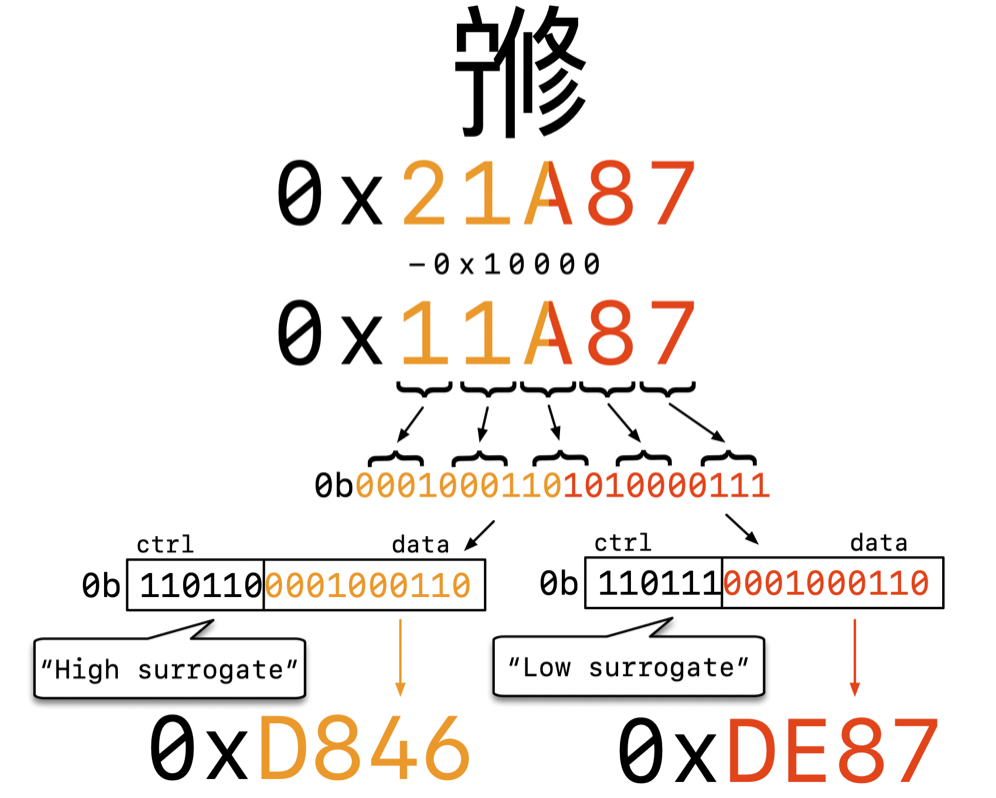 𡪇
0x21A87
−0x10000
0x11A87
0b00010001101010000111
ctrl data
0b 1101100001000110
“High surrogate”
0xD846
ctrl data
0b 1101110001000110
“Low surrogate”
0xDE87